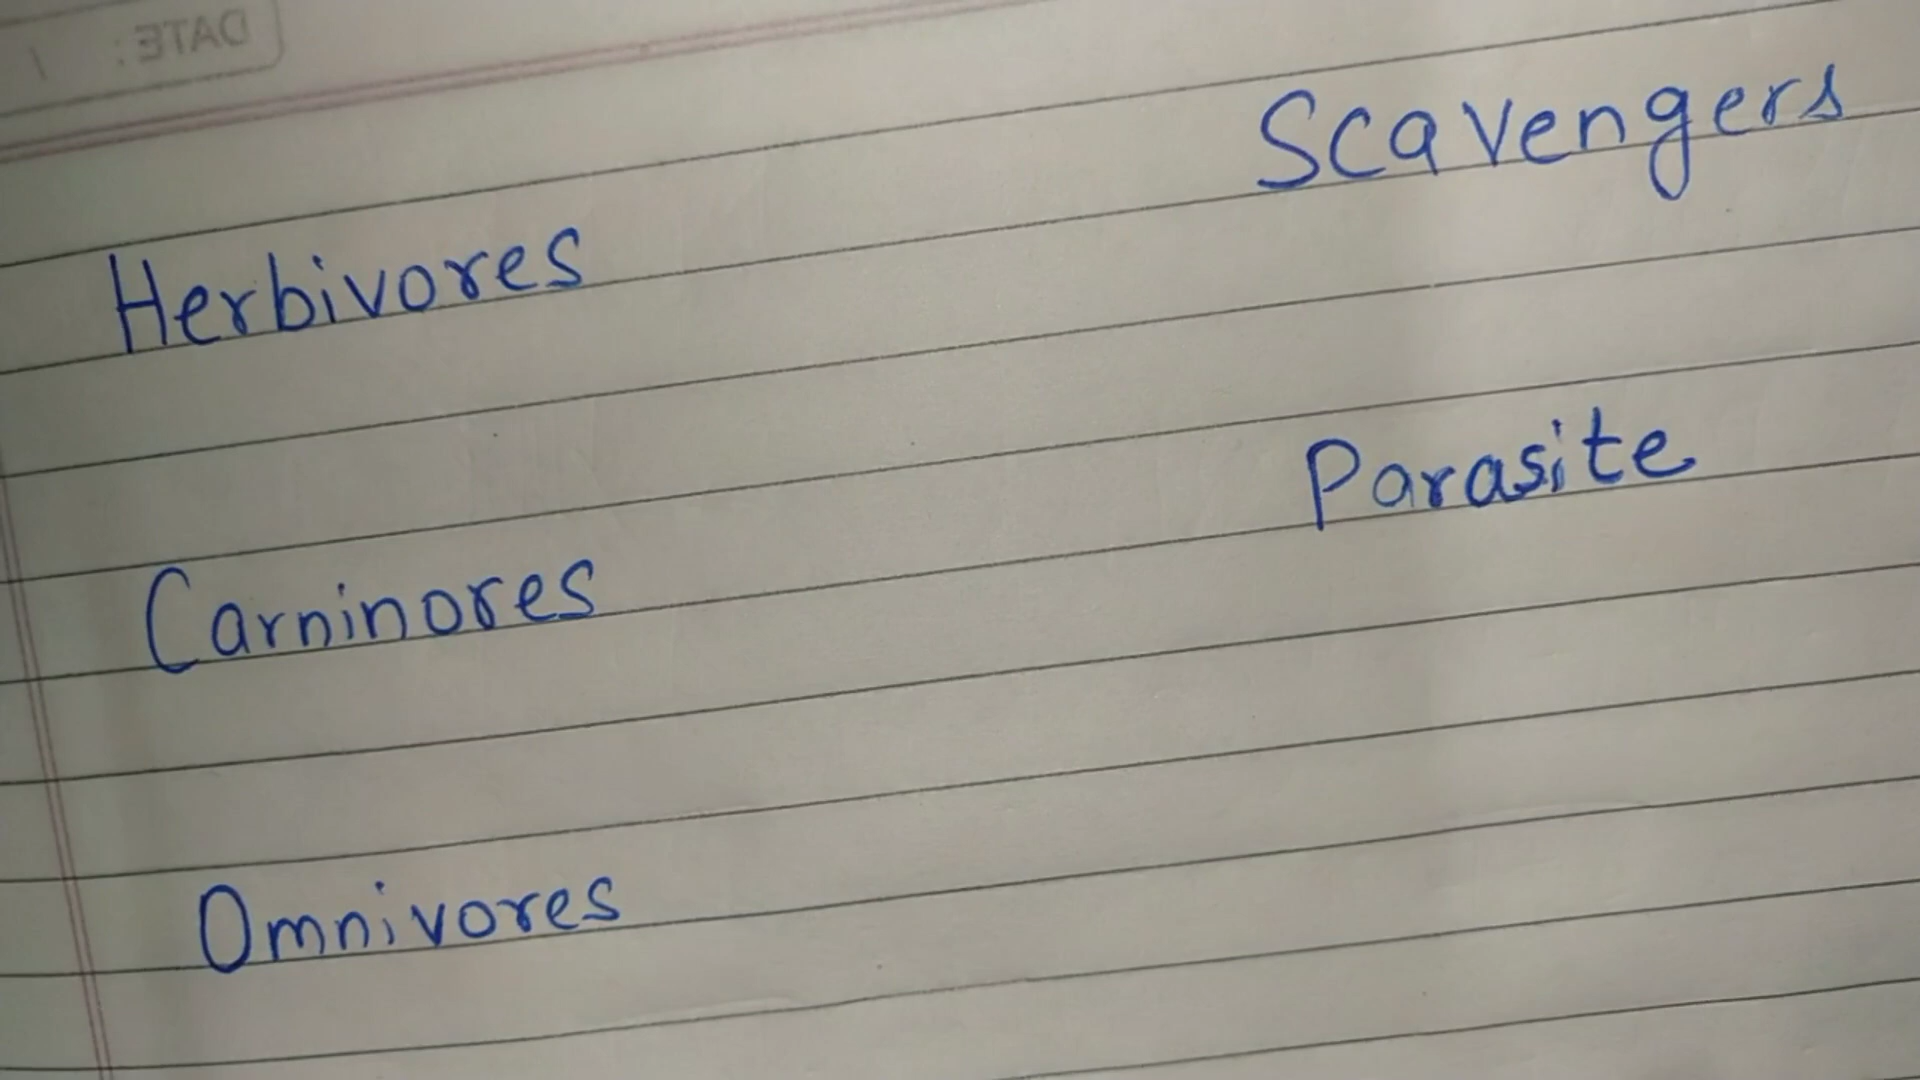 DATE:
Scavengers
Herbivores
Parasite
Carninores
Omnivores